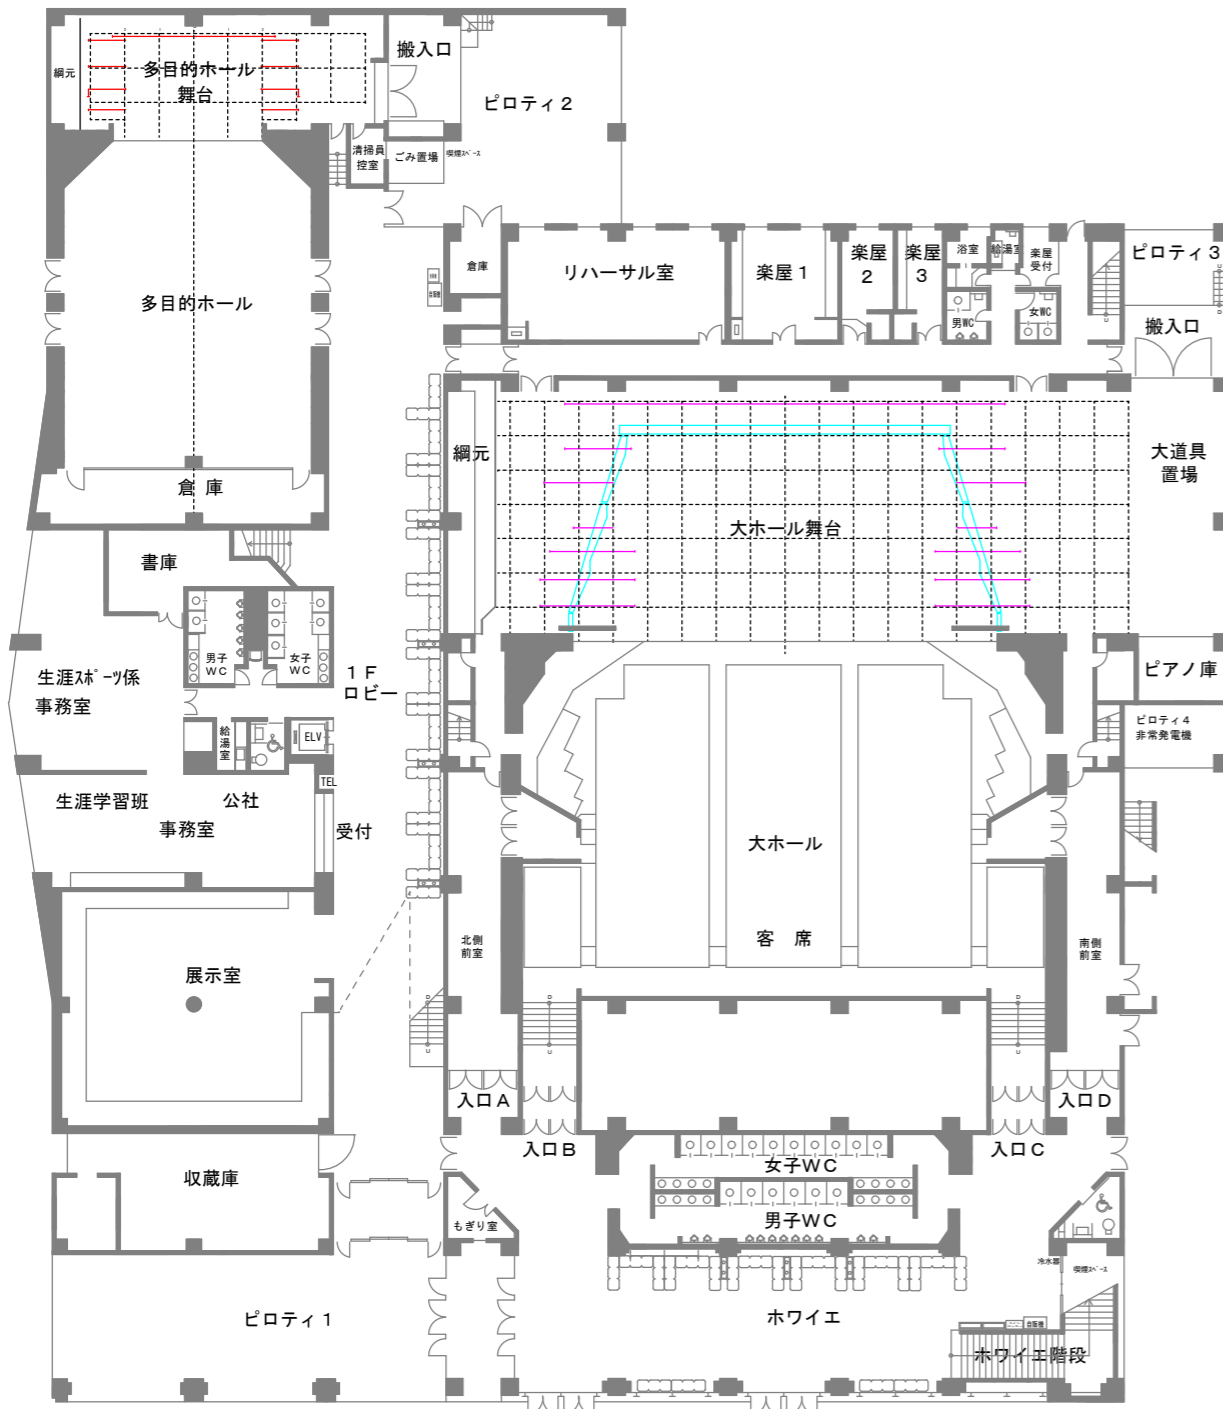 綱元
多目的ホール
舞台
搬入口
ピロティ２
清掃員
控室
ごみ置場
喫煙スペース
倉庫
自販機
リハーサル室
楽屋１
楽屋
2
楽屋
3
浴室
給湯室
楽屋
受付
男WC
女WC
ピロティ３
搬入口
多目的ホール
倉 庫
綱元
大道具
置場
大ホール舞台
書庫
男子
ＷＣ
女子
ＷＣ
１Ｆ
ロビー
生涯スポーツ係
事務室
給
湯
室
ELV
TEL
生涯学習班
公社
事務室
受付
ピアノ庫
ピロティ４
非常発電機
大ホール
客 席
北側
前室
南側
前室
展示室
入口Ａ
入口Ｂ
入口Ｃ
入口Ｄ
収蔵庫
女子ＷＣ
男子ＷＣ
もぎり室
冷水器
喫煙スペース
自販機
ピロティ１
ホワイエ
ホワイエ階段